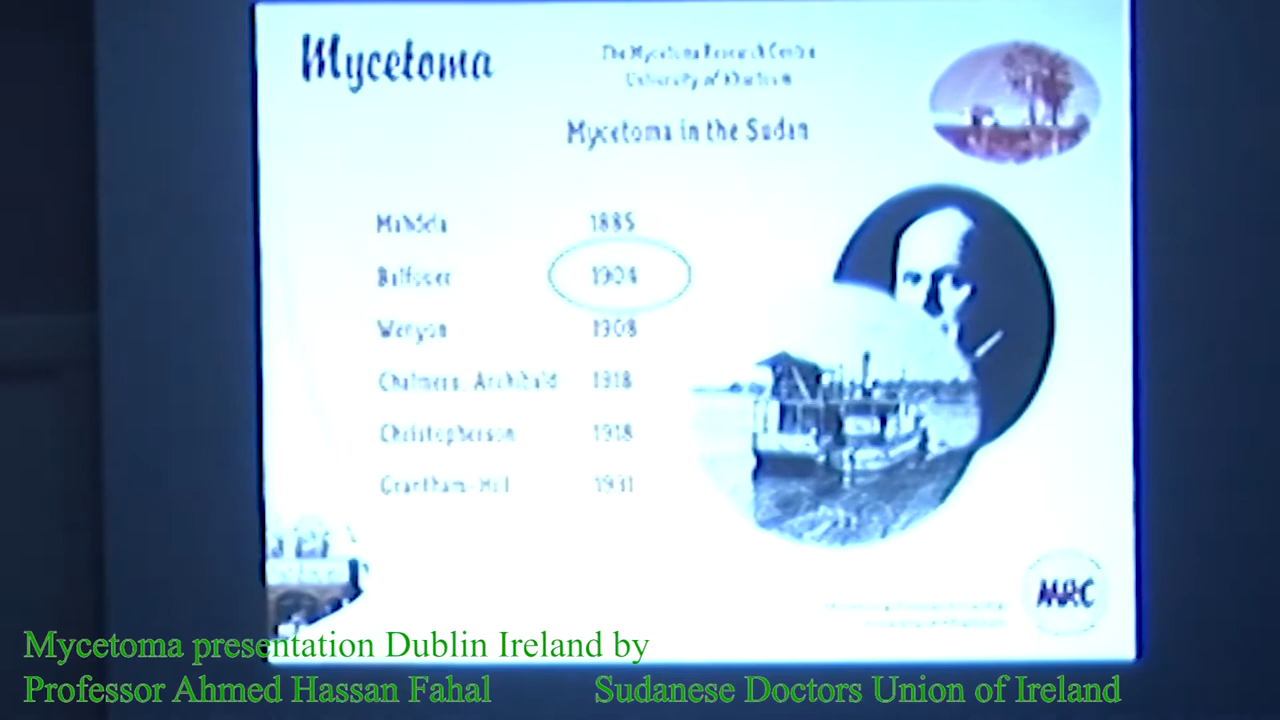 Mycetoma
The Mycetoma Research Centre
University of Khartoum
Mycetoma in the Sudan
Mahdela 1885
Balfouer 1904
Wenyon 1908
Chalmers, Archibald 1918
Christopherson 1918
Grantham-Hill 1931
MRC
Mycetoma presentation Dublin Ireland by
Professor Ahmed Hassan Fahal Sudanese Doctors Union of Ireland